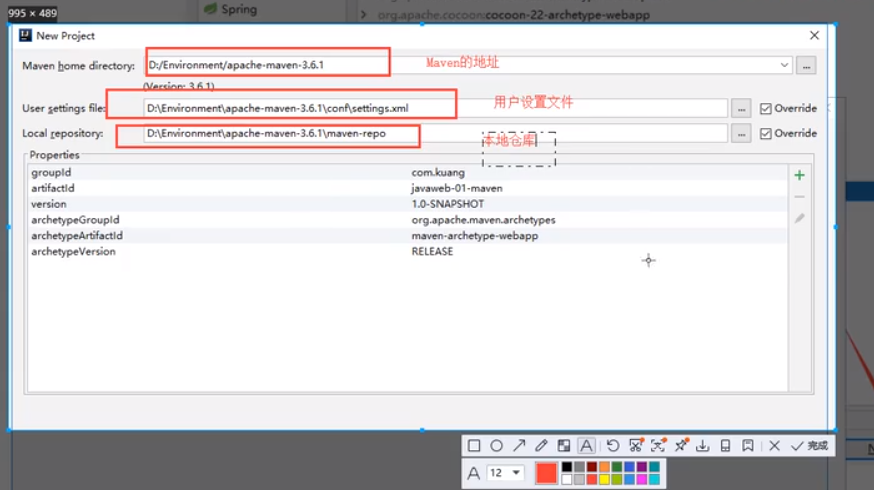 995 × 489
Spring
org.apache.cocoon:cocoon-22-archetype-webapp
New Project
Maven home directory:
D:/Environment/apache-maven-3.6.1
Maven的地址
(Version: 3.6.1)
User settings file:
D:\Environment\apache-maven-3.6.1\conf\settings.xml
用户设置文件
Override
Local repository:
D:\Environment\apache-maven-3.6.1\maven-repo
本地仓库
Override
Properties
groupId com.kuang
artifactId javaweb-01-maven
version 1.0-SNAPSHOT
archetypeGroupId org.apache.maven.archetypes
archetypeArtifactId maven-archetype-webapp
archetypeVersion RELEASE
A
完成
A 12